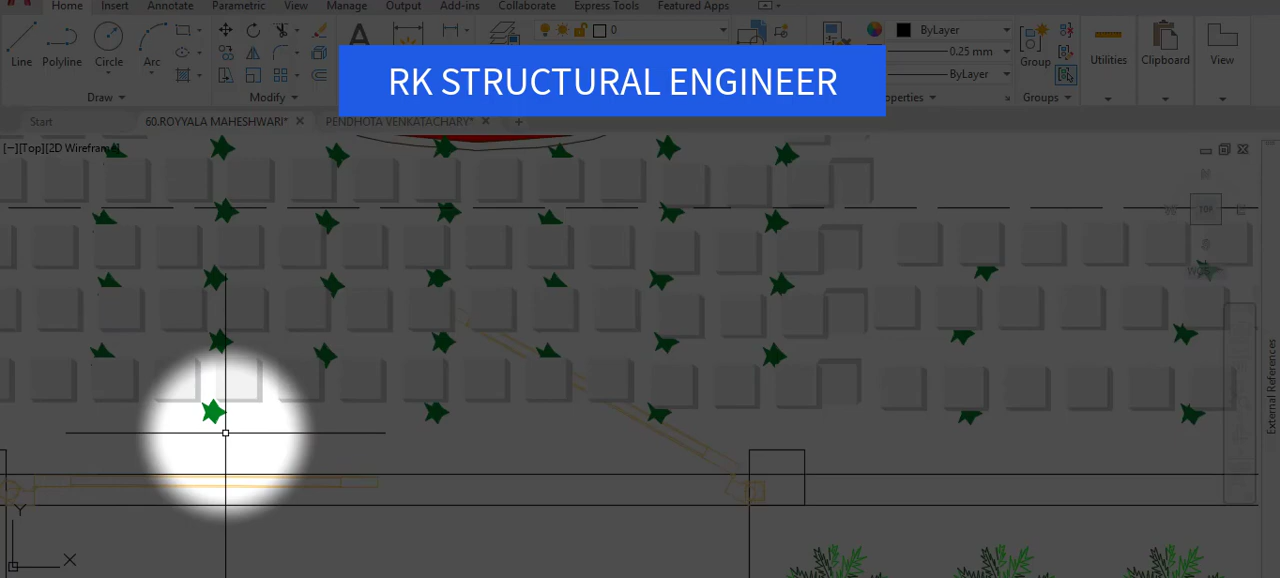 Home Insert Annotate Parametric View Manage Output Add-ins Collaborate Express Tools Featured Apps
0
ByLayer
RK STRUCTURAL ENGINEER
0.25 mm
ByLayer
Line Polyline Circle Arc
Group Utilities Clipboard View
Draw Modify Groups
Start 60.ROYYALA MAHESHWARI* PENDHOTA VENKATACHARY*
[−][Top][2D Wireframe]
TOP
S
External References
Y
X